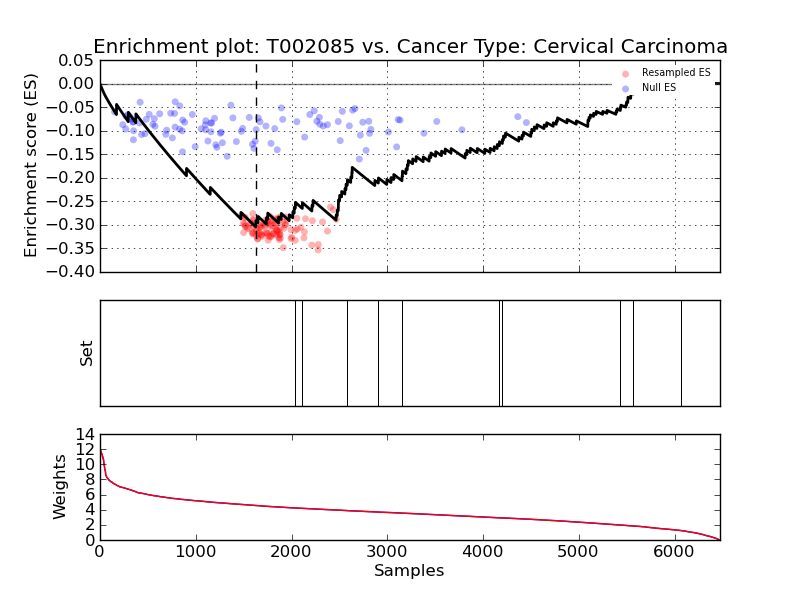 Enrichment plot: T002085 vs. Cancer Type: Cervical Carcinoma
Enrichment score (ES)
0.05
0.00
−0.05
−0.10
−0.15
−0.20
−0.25
−0.30
−0.35
−0.40
Resampled ES
Null ES
Set
Weights
14
12
10
8
6
4
2
0
0 1000 2000 3000 4000 5000 6000
Samples